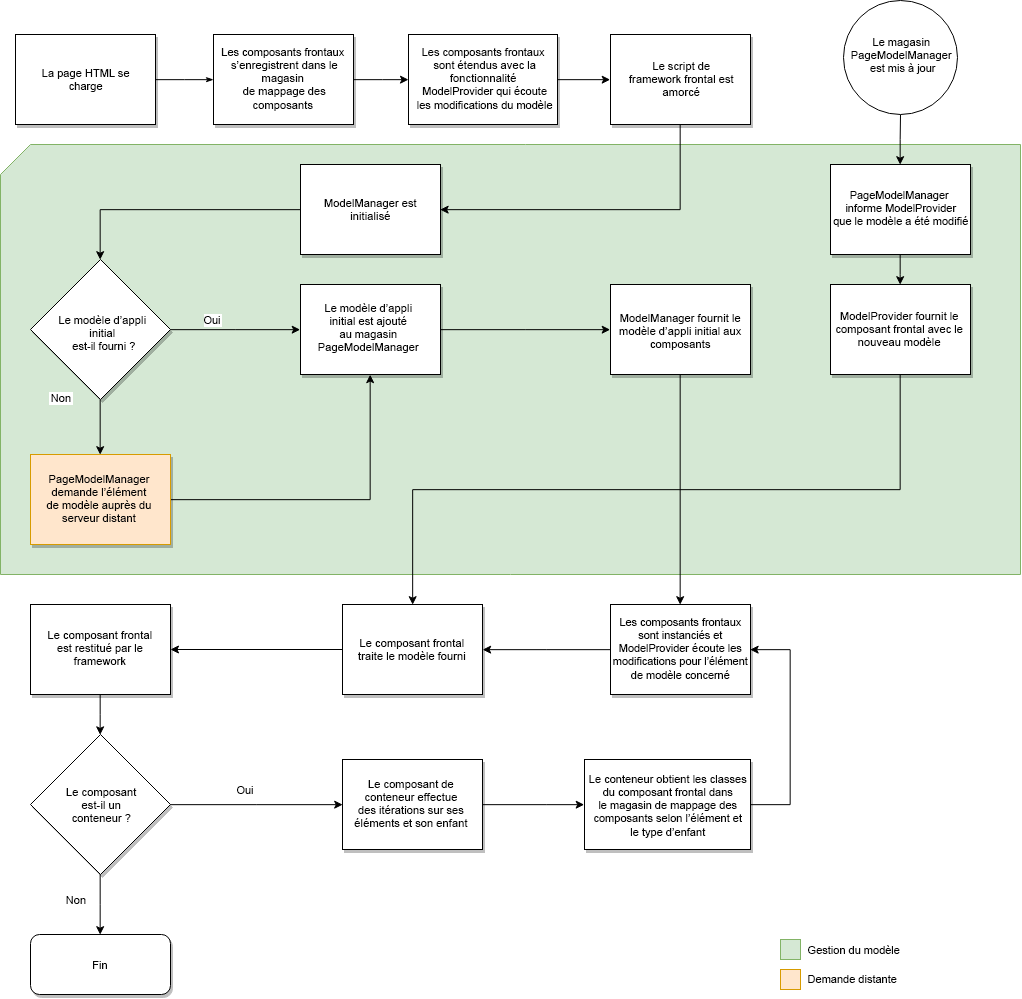 La page HTML se
charge
Les composants frontaux
s'enregistrent dans le
magasin
de mappage des
composants
Les composants frontaux
sont étendus avec la
fonctionnalité
ModelProvider qui écoute
les modifications du modèle
Le script de
framework frontal est
amorcé
Le magasin
PageModelManager
est mis à jour
ModelManager est
initialisé
PageModelManager
informe ModelProvider
que le modèle a été modifié
Le modèle d'appli
initial
est-il fourni ?
Oui
Non
Le modèle d'appli
initial est ajouté
au magasin
PageModelManager
ModelManager fournit le
modèle d'appli initial aux
composants
ModelProvider fournit le
composant frontal avec le
nouveau modèle
PageModelManager
demande l'élément
de modèle auprès du
serveur distant
Le composant frontal
est restitué par le
framework
Le composant frontal
traite le modèle fourni
Les composants frontaux
sont instanciés et
ModelProvider écoute les
modifications pour l'élément
de modèle concerné
Le composant
est-il un
conteneur ?
Oui
Non
Le composant de
conteneur effectue
des itérations sur ses
éléments et son enfant
Le conteneur obtient les classes
du composant frontal dans
le magasin de mappage des
composants selon l'élément et
le type d'enfant
Fin
Gestion du modèle
Demande distante